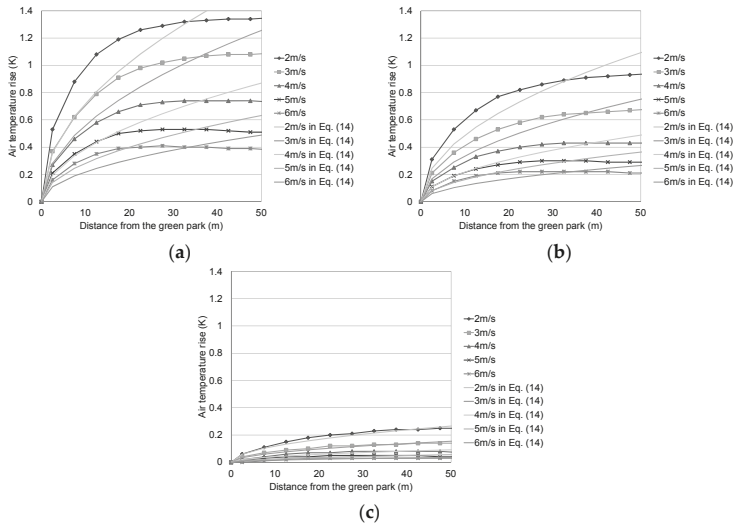 1.4
1.2
1
0.8
0.6
0.4
0.2
0
Air temperature rise (K)
0 10 20 30 40 50
Distance from the green park (m)
2m/s
3m/s
4m/s
5m/s
6m/s
2m/s in Eq. (14)
3m/s in Eq. (14)
4m/s in Eq. (14)
5m/s in Eq. (14)
6m/s in Eq. (14)
(a)
1.4
1.2
1
0.8
0.6
0.4
0.2
0
Air temperature rise (K)
0 10 20 30 40 50
Distance from the green park (m)
2m/s
3m/s
4m/s
5m/s
6m/s
2m/s in Eq. (14)
3m/s in Eq. (14)
4m/s in Eq. (14)
5m/s in Eq. (14)
6m/s in Eq. (14)
(b)
1.4
1.2
1
0.8
0.6
0.4
0.2
0
Air temperature rise (K)
0 10 20 30 40 50
Distance from the green park (m)
2m/s
3m/s
4m/s
5m/s
6m/s
2m/s in Eq. (14)
3m/s in Eq. (14)
4m/s in Eq. (14)
5m/s in Eq. (14)
6m/s in Eq. (14)
(c)